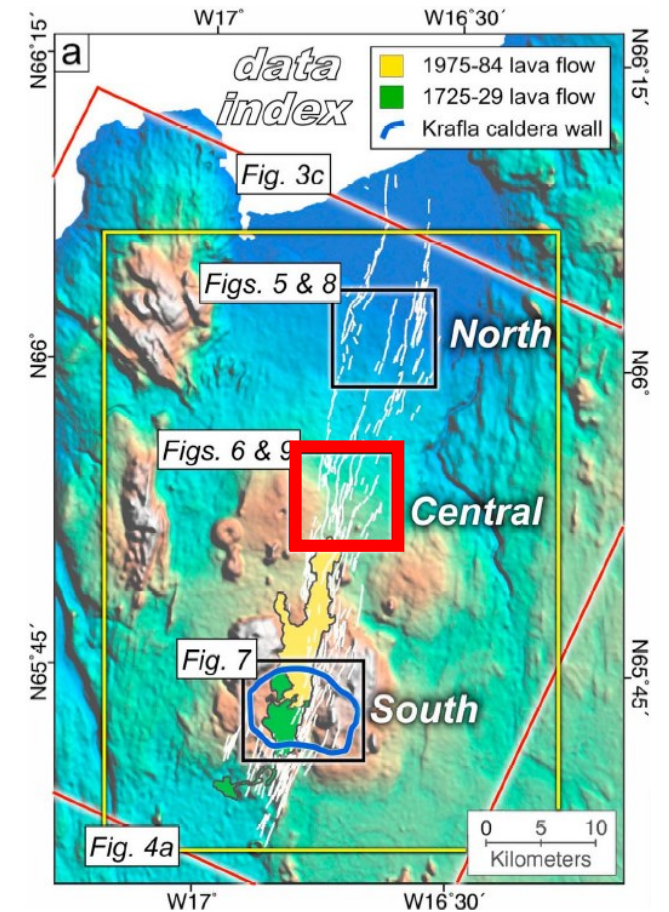 W17° W16°30´
N66°15´
a
data
index
1975-84 lava flow
1725-29 lava flow
Krafla caldera wall
N66°15´
Fig. 3c
Figs. 5 & 8
North
N66°
N66°
Figs. 6 & 9
Central
Fig. 7
N65°45´
N65°45´
South
Fig. 4a
0 5 10
Kilometers
W17° W16°30´